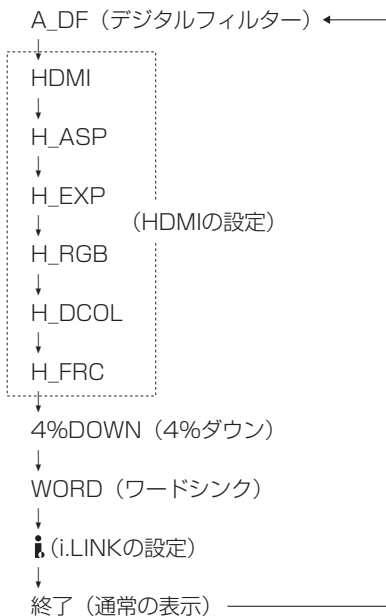 A_DF（デジタルフィルター）
HDMI
H_ASP
H_EXP
（HDMIの設定）
H_RGB
H_DCOL
H_FRC
4%DOWN（4%ダウン）
WORD（ワードシンク）
i（i.LINKの設定）
終了（通常の表示）